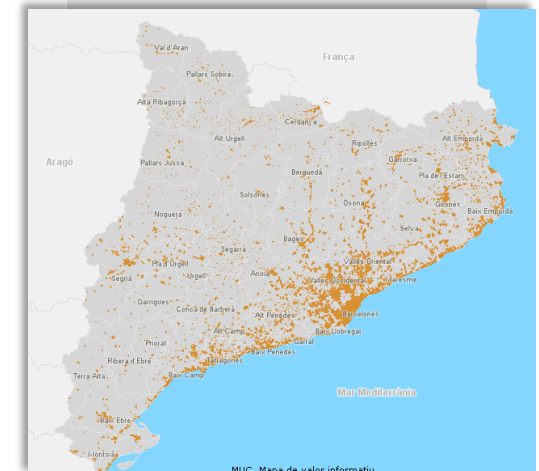 Val d'Aran
França
Pallars Sobirà
Alta Ribagorça
Cerdanya
Alt Urgell
Ripollès
Alt Empordà
Aragó
Pallars Jussà
Garrotxa
Berguedà
Pla de l'Estany
Solsonès
Osona
Gironès
Noguera
Baix Empordà
Selva
Bages
Segarra
Vallès Oriental
Pla d'Urgell
Anoia
Segrià
Urgell
Vallès Occidental
Maresme
Garrigues
Conca de Barberà
Alt Penedès
Barcelonès
Alt Camp
Baix Llobregat
Priorat
Garraf
Baix Penedès
Ribera d'Ebre
Tarragonès
Terra Alta
Baix Camp
Mar Mediterrània
Baix Ebre
Montsià
MUC. Mapa de valor informatiu